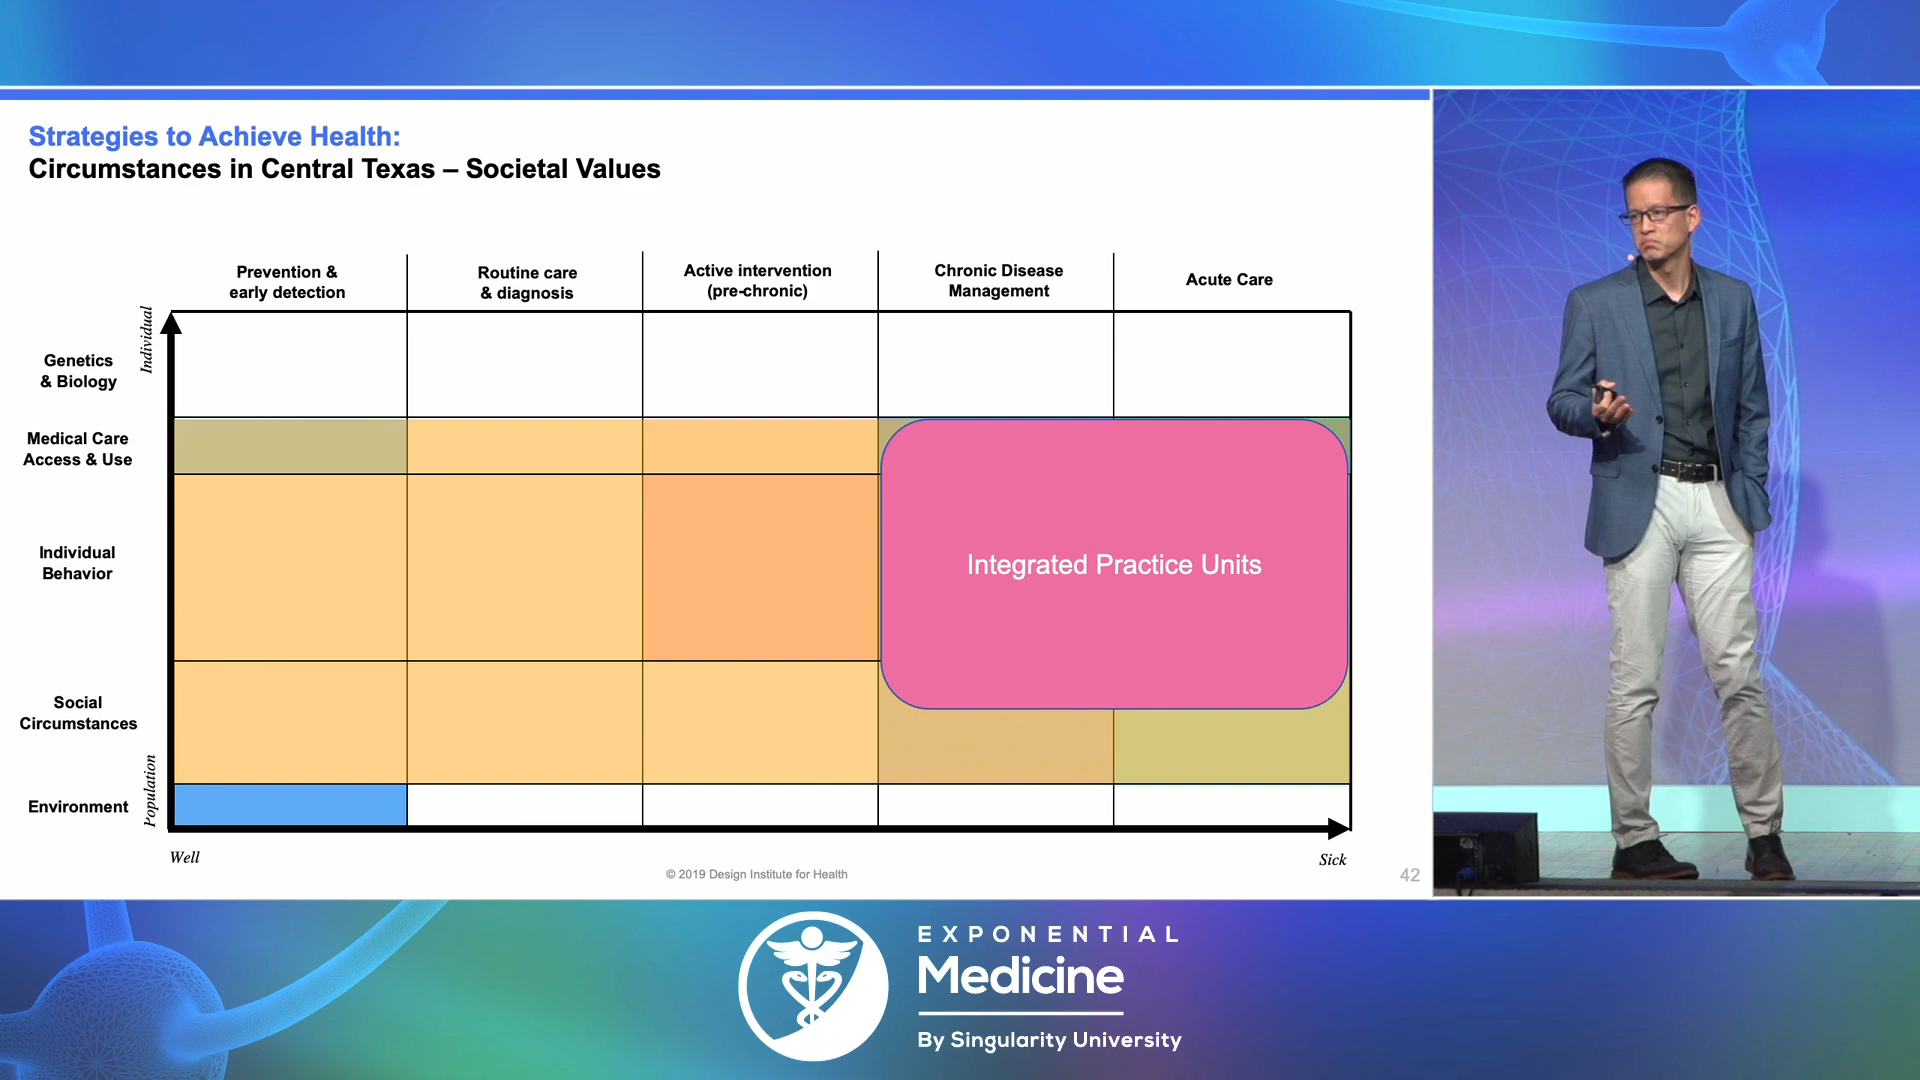 Strategies to Achieve Health:
Circumstances in Central Texas – Societal Values
Prevention &
early detection
Routine care
& diagnosis
Active intervention
(pre-chronic)
Chronic Disease
Management
Acute Care
Individual
Genetics
& Biology
Medical Care
Access & Use
Individual
Behavior
Integrated Practice Units
Social
Circumstances
Population
Environment
Well
Sick
© 2019 Design Institute for Health
42
EXPONENTIAL
Medicine
By Singularity University